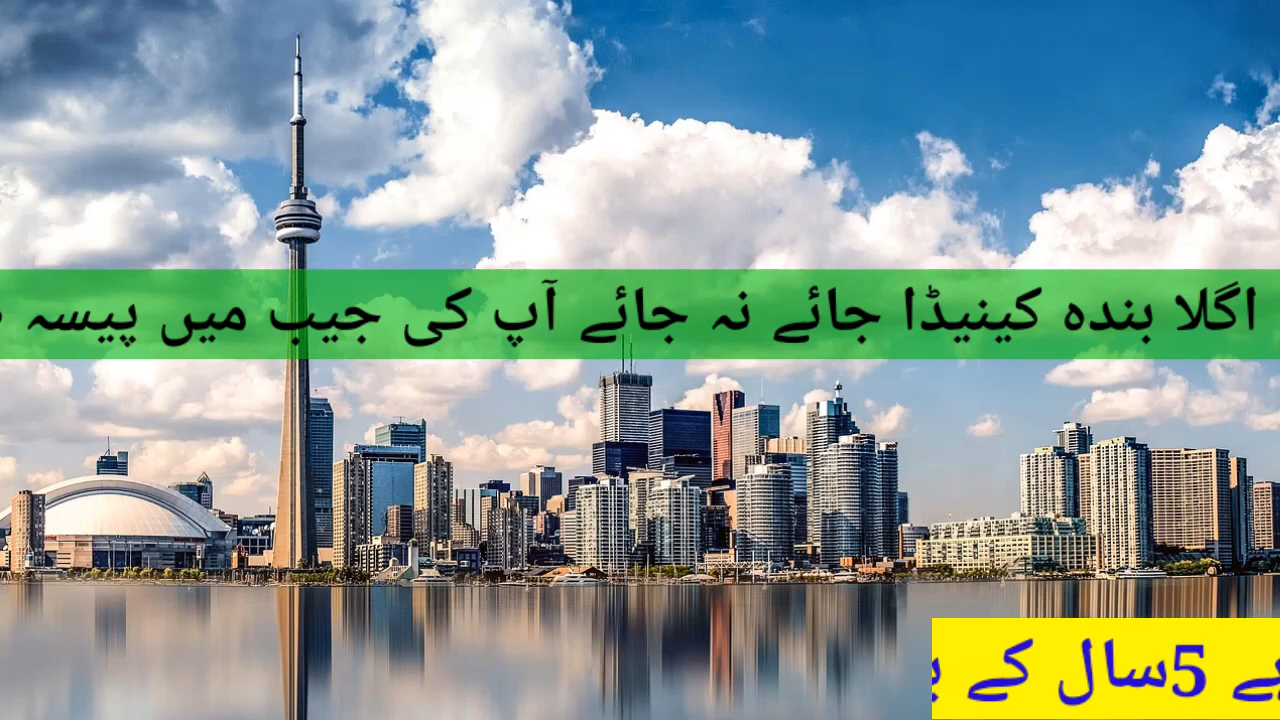 اگلا بندہ کینیڈا جائے نہ جائے آپ کی جیب میں پیسہ
5سال کے